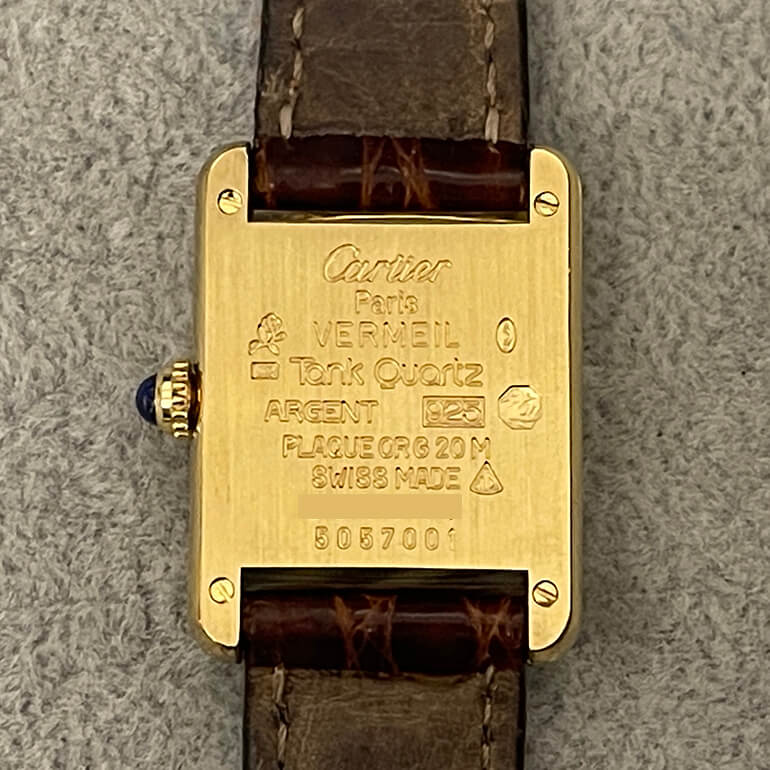 Cartier
Paris
VERMEIL
Tank Quartz
ARGENT 925
PLAQUE OR G 20 M
SWISS MADE
5057001